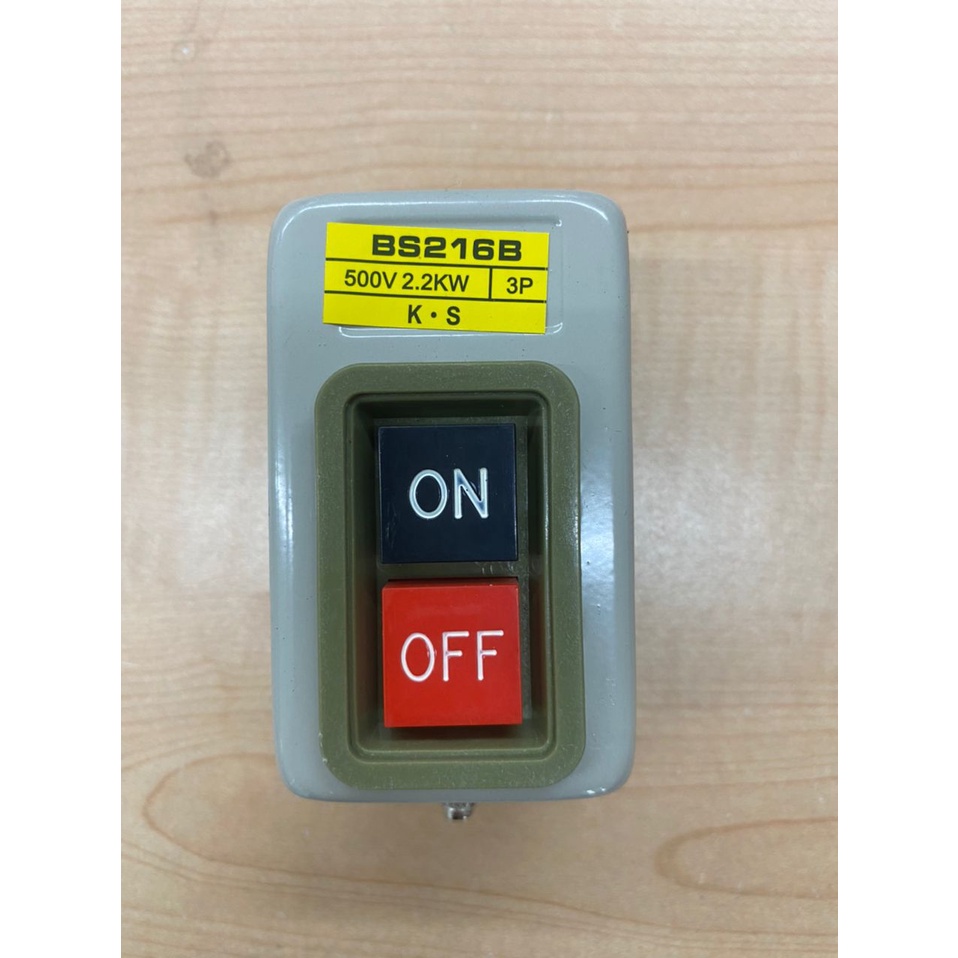 BS216B
500V 2.2KW 3P
K・S
ON
OFF